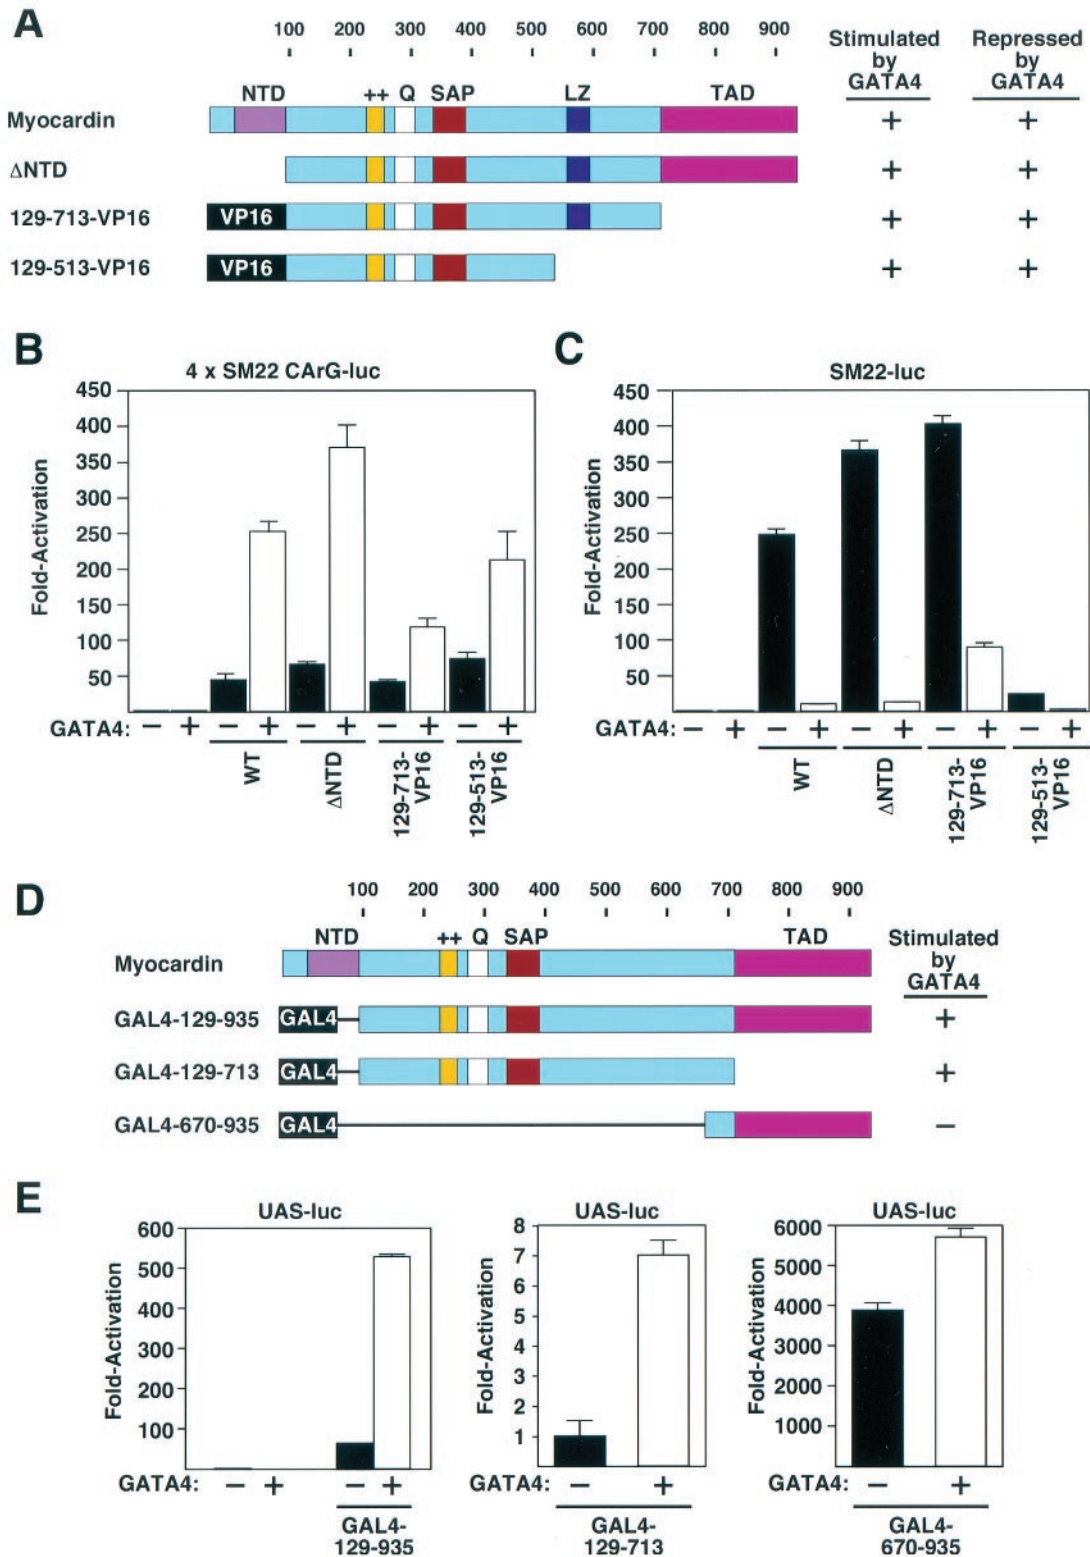 A
100 200 300 400 500 600 700 800 900
Stimulated by GATA4
Repressed by GATA4
NTD ++ Q SAP LZ TAD
Myocardin + +
ΔNTD + +
129-713-VP16 VP16 + +
129-513-VP16 VP16 + +
B
4 x SM22 CArG-luc
Fold-Activation
450
400
350
300
250
200
150
100
50
GATA4: − + − + − + − + − +
WT
ΔNTD
129-713-VP16
129-513-VP16
C
SM22-luc
Fold-Activation
450
400
350
300
250
200
150
100
50
− + − + − + − + − +
WT
ΔNTD
129-713-VP16
129-513-VP16
D
100 200 300 400 500 600 700 800 900
NTD ++ Q SAP TAD
Stimulated by GATA4
Myocardin
GAL4-129-935 GAL4 +
GAL4-129-713 GAL4 +
GAL4-670-935 GAL4 −
E
UAS-luc
Fold-Activation
600
500
400
300
200
100
GATA4: − + − +
GAL4-
129-935
UAS-luc
Fold-Activation
8
7
6
5
4
3
2
1
GATA4: − +
GAL4-
129-713
UAS-luc
Fold-Activation
6000
5000
4000
3000
2000
1000
GATA4: − +
GAL4-
670-935